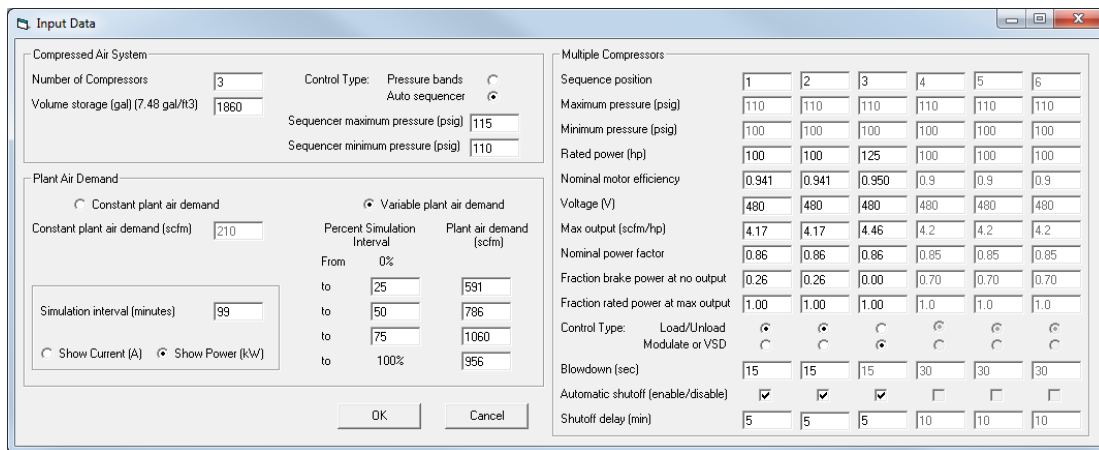 Input Data
Compressed Air System
Number of Compressors 3
Volume storage (gal) (7.48 gal/ft3) 1860
Control Type: Pressure bands
Auto sequencer
Sequencer maximum pressure (psig) 115
Sequencer minimum pressure (psig) 110
Plant Air Demand
Constant plant air demand
Variable plant air demand
Constant plant air demand (scfm) 210
Percent Simulation Interval
Plant air demand (scfm)
From 0%
to 25 591
to 50 786
to 75 1060
to 100% 956
Simulation interval (minutes) 99
Show Current (A) Show Power (kW)
OK Cancel
Multiple Compressors
Sequence position 1 2 3 4 5 6
Maximum pressure (psig) 110 110 110 110 110 110
Minimum pressure (psig) 100 100 100 100 100 100
Rated power (hp) 100 100 125 100 100 100
Nominal motor efficiency 0.941 0.941 0.950 0.9 0.9 0.9
Voltage (V) 480 480 480 480 480 480
Max output (scfm/hp) 4.17 4.17 4.46 4.2 4.2 4.2
Nominal power factor 0.86 0.86 0.86 0.85 0.85 0.85
Fraction brake power at no output 0.26 0.26 0.00 0.70 0.70 0.70
Fraction rated power at max output 1.00 1.00 1.00 1.0 1.0 1.0
Control Type: Load/Unload
Modulate or VSD
Blowdown (sec) 15 15 15 30 30 30
Automatic shutoff (enable/disable)
Shutoff delay (min) 5 5 5 10 10 10